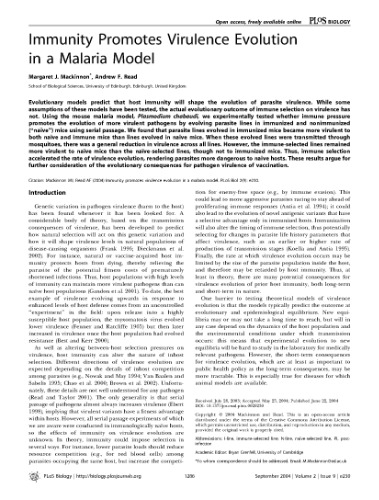 Open access, freely available online PLoS BIOLOGY
Immunity Promotes Virulence Evolution
in a Malaria Model
Margaret J. Mackinnon*, Andrew F. Read
School of Biological Sciences, University of Edinburgh, Edinburgh, United Kingdom
Evolutionary models predict that host immunity will shape the evolution of parasite virulence. While some
assumptions of these models have been tested, the actual evolutionary outcome of immune selection on virulence has
not. Using the mouse malaria model, Plasmodium chabaudi, we experimentally tested whether immune pressure
promotes the evolution of more virulent pathogens by evolving parasite lines in immunized and nonimmunized
("naïve") mice using serial passage. We found that parasite lines evolved in immunized mice became more virulent to
both naïve and immune mice than lines evolved in naïve mice. When these evolved lines were transmitted through
mosquitoes, there was a general reduction in virulence across all lines. However, the immune-selected lines remained
more virulent to naïve mice than the naïve-selected lines, though not to immunized mice. Thus, immune selection
accelerated the rate of virulence evolution, rendering parasites more dangerous to naïve hosts. These results argue for
further consideration of the evolutionary consequences for pathogen virulence of vaccination.
Citation: Mackinnon MJ, Read AF (2004) Immunity promotes virulence evolution in a malaria model. PLoS Biol 2(9): e230.
Introduction
Genetic variation in pathogen virulence (harm to the host)
has been found whenever it has been looked for. A
considerable body of theory, based on the transmission
consequences of virulence, has been developed to predict
how natural selection will act on this genetic variation and
how it will shape virulence levels in natural populations of
disease-causing organisms (Frank 1996; Dieckmann et al.
2002). For instance, natural or vaccine-acquired host im-
munity protects hosts from dying, thereby relieving the
parasite of the potential fitness costs of prematurely
shortened infections. Thus, host populations with high levels
of immunity can maintain more virulent pathogens than can
naïve host populations (Gandon et al. 2001). To date, the best
example of virulence evolving upwards in response to
enhanced levels of host defense comes from an uncontrolled
"experiment" in the field: upon release into a highly
susceptible host population, the myxomatosis virus evolved
lower virulence (Fenner and Ratcliffe 1965) but then later
increased in virulence once the host population had evolved
resistance (Best and Kerr 2000).
As well as altering between-host selection pressures on
virulence, host immunity can alter the nature of in-host
selection. Different directions of virulence evolution are
expected depending on the details of in-host competition
among parasites (e.g. Nowak and May 1994; Van Baalen and
Sabelis 1995; Chao et al. 2000; Brown et al. 2002). Unfortu-
nately, these details are not well understood for any pathogen
(Read and Taylor 2001). The only generality is that serial
passage of pathogens almost always increases virulence (Ebert
1998), implying that virulent variants have a fitness advantage
within hosts. However, all serial passage experiments of which
we are aware were conducted in immunologically naïve hosts,
so the effects of immunity on virulence evolution are
unknown. In theory, immunity could impose selection in
several ways. For instance, lower parasite loads should reduce
resource competition (e.g., for red blood cells) among
parasites occupying the same host, but increase the competi-
tion for enemy-free space (e.g., by immune evasion). This
could lead to more aggressive parasites racing to stay ahead of
proliferating immune responses (Antia et al. 1994); it could
also lead in the evolution of novel antigenic variants that have
a selective advantage only in immunised hosts. Immunisation
will also alter the timing of immune selection, thus potentially
selecting for changes in parasite life history parameters that
affect virulence, such as an earlier or higher rate of
production of transmission stages (Koella and Antia 1995).
Finally, the rate at which virulence evolution occurs may be
limited by the size of the parasite population inside the host,
and therefore may be retarded by host immunity. Thus, at
least in theory, there are many potential consequences for
virulence evolution of prior host immunity, both long-term
and short-term in nature.
One barrier to testing theoretical models of virulence
evolution is that the models typically predict the outcome at
evolutionary and epidemiological equilibrium. New equi-
libria may or may not take a long time to reach, but will in
any case depend on the dynamics of the host population and
the environmental conditions under which transmission
occurs: this means that experimental evolution to new
equilibria will be hard to study in the laboratory for medically
relevant pathogens. However, the short-term consequences
for virulence evolution, which are at least as important to
public health policy as the long-term consequences, may be
more tractable. This is especially true for diseases for which
animal models are available.
Received July 28, 2003; Accepted May 27, 2004; Published June 22, 2004
Copyright: © 2004 Mackinnon and Read. This is an open-access article
distributed under the terms of the Creative Commons Attribution License,
which permits unrestricted use, distribution, and reproduction in any medium,
provided the original work is properly cited.
Academic Editor: Bryan Grenfell, University of Cambridge
*To whom correspondence should be addressed. Email:
PLoS Biology | http://biology.plosjournals.org 1286 September 2004 | Volume 2 | Issue 9 | e230